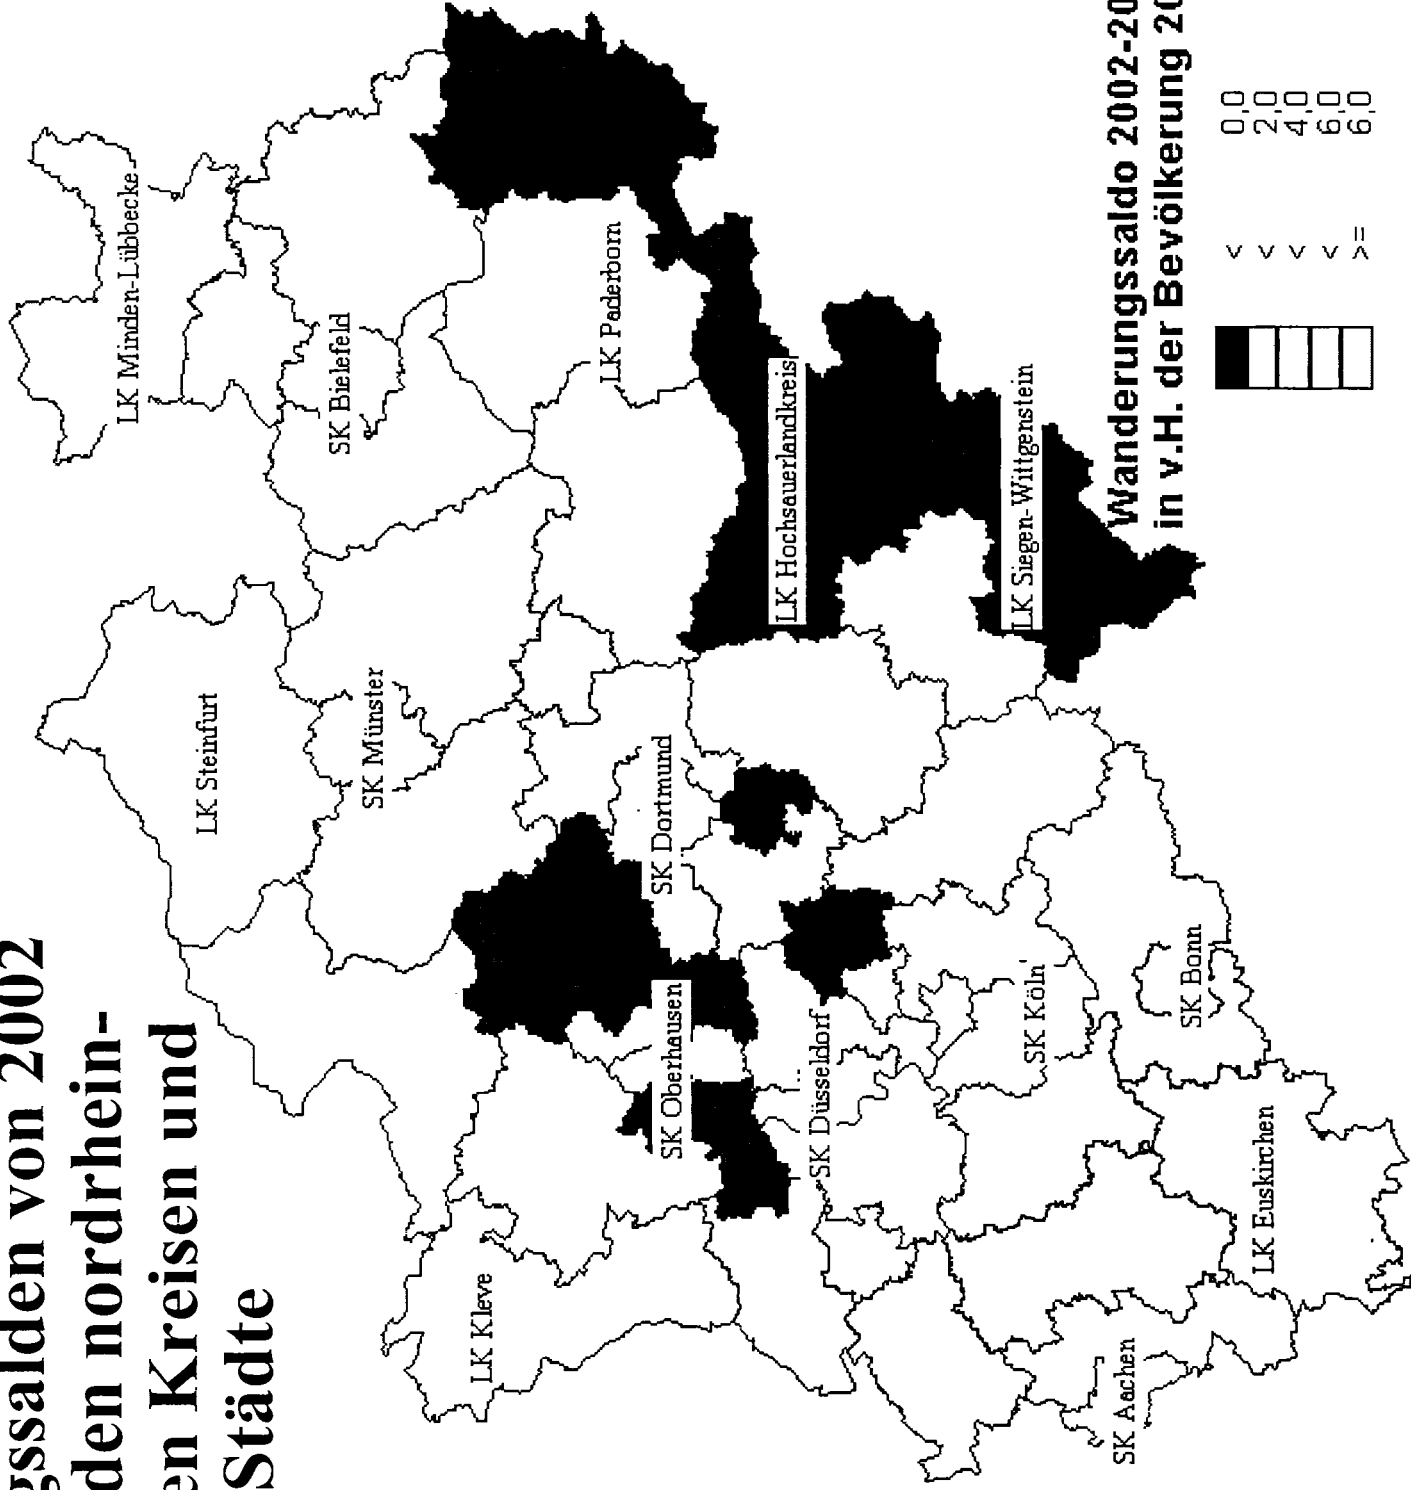 gssalden von 2002
den nordrhein-
en Kreisen und
Städte
LK Minden-Lübbecke
LK Steinfurt
SK Bielefeld
SK Münster
LK Kleve
LK Paderborn
SK Dortmund
SK Oberhausen
LK Hochsauerlandkreis
SK Düsseldorf
LK Siegen-Wittgenstein
SK Köln
SK Aachen
SK Bonn
LK Euskirchen
Wanderungssaldo 2002-20
in v.H. der Bevölkerung 20
< 0,0
< 2,0
< 4,0
< 6,0
>= 6,0